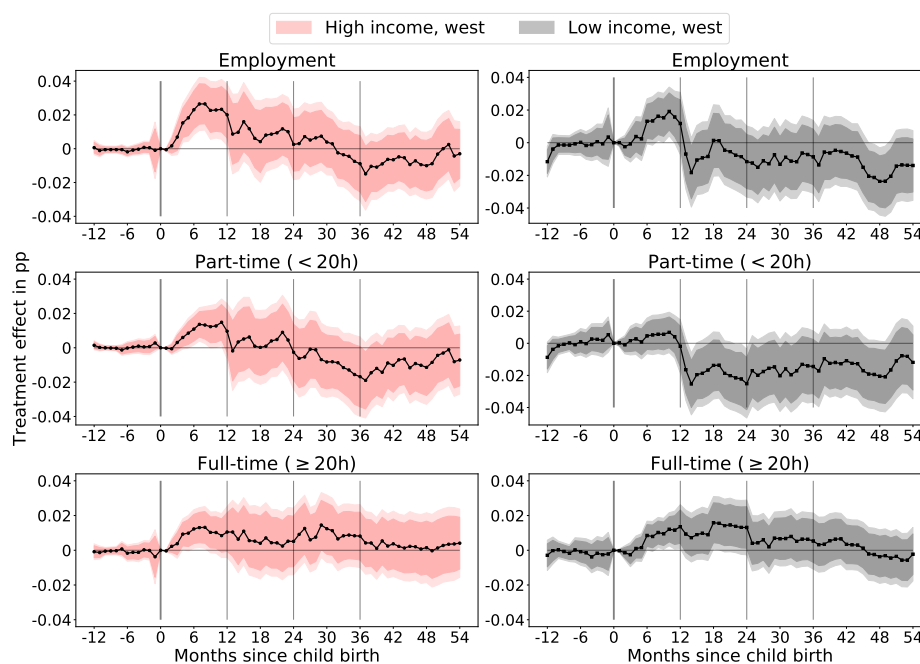 High income, west Low income, west
Employment Employment
0.04 0.04
0.02 0.02
0 0
-0.02 -0.02
-0.04 -0.04
-12 -6 0 6 12 18 24 30 36 42 48 54 -12 -6 0 6 12 18 24 30 36 42 48 54
Treatment effect in pp
Part-time (< 20h) Part-time (< 20h)
0.04 0.04
0.02 0.02
0 0
-0.02 -0.02
-0.04 -0.04
-12 -6 0 6 12 18 24 30 36 42 48 54 -12 -6 0 6 12 18 24 30 36 42 48 54
Full-time (≥ 20h) Full-time (≥ 20h)
0.04 0.04
0.02 0.02
0 0
-0.02 -0.02
-0.04 -0.04
-12 -6 0 6 12 18 24 30 36 42 48 54 -12 -6 0 6 12 18 24 30 36 42 48 54
Months since child birth Months since child birth